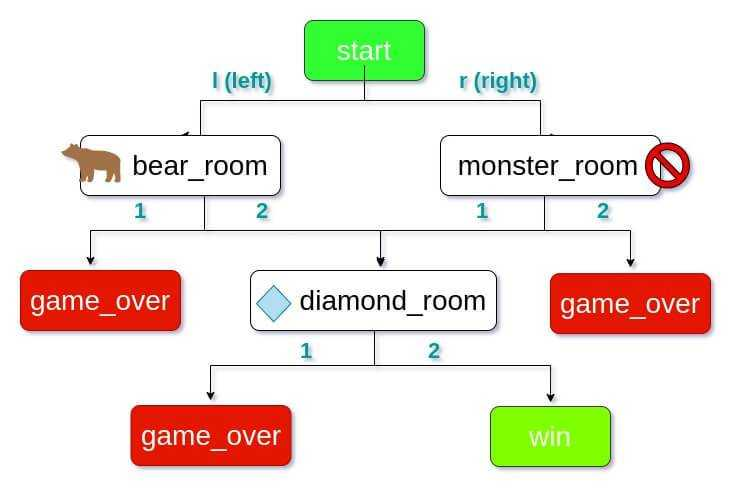 start
l (left)
r (right)
bear_room
monster_room
1
2
1
2
game_over
diamond_room
game_over
1
2
game_over
win